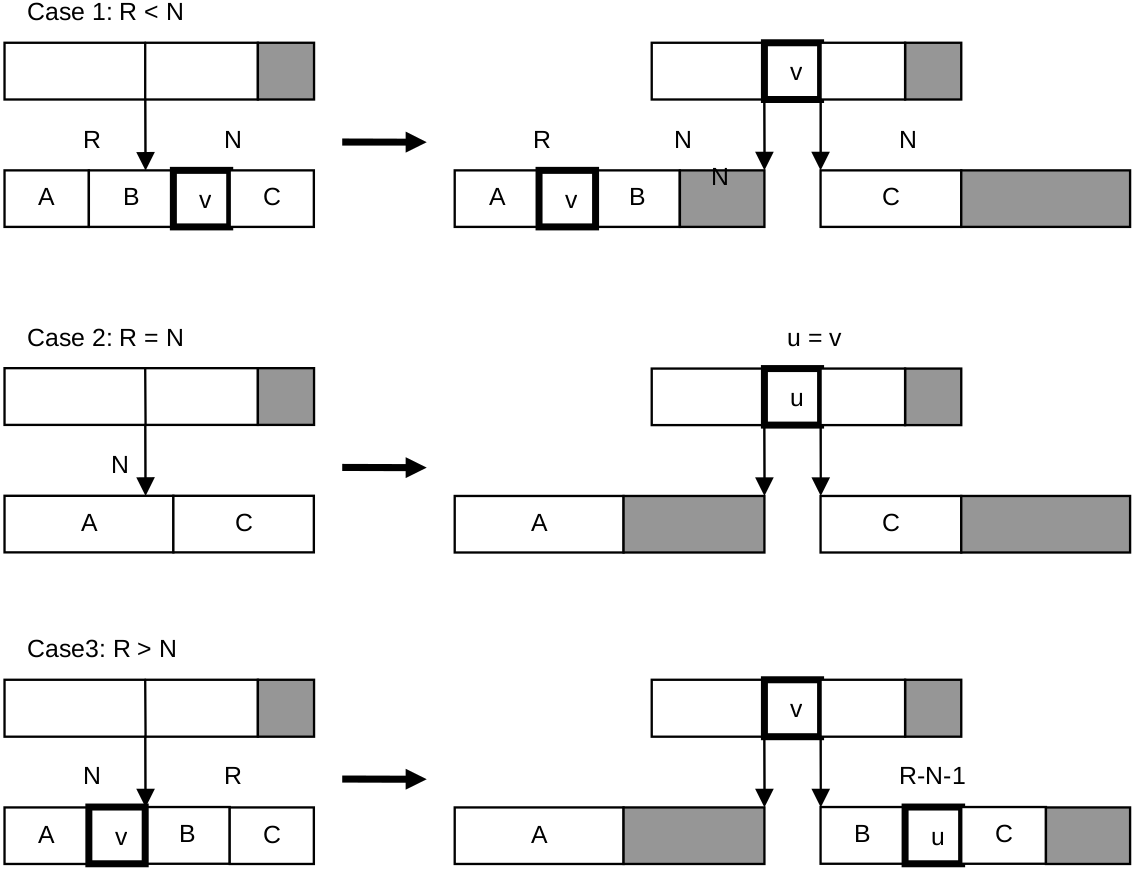 Case 1: R < N
v
R N R N N
N
A B v C A v B C
Case 2: R = N u = v
u
N
A C A C
Case3: R > N
v
N R R-N-1
A v B C A B u C